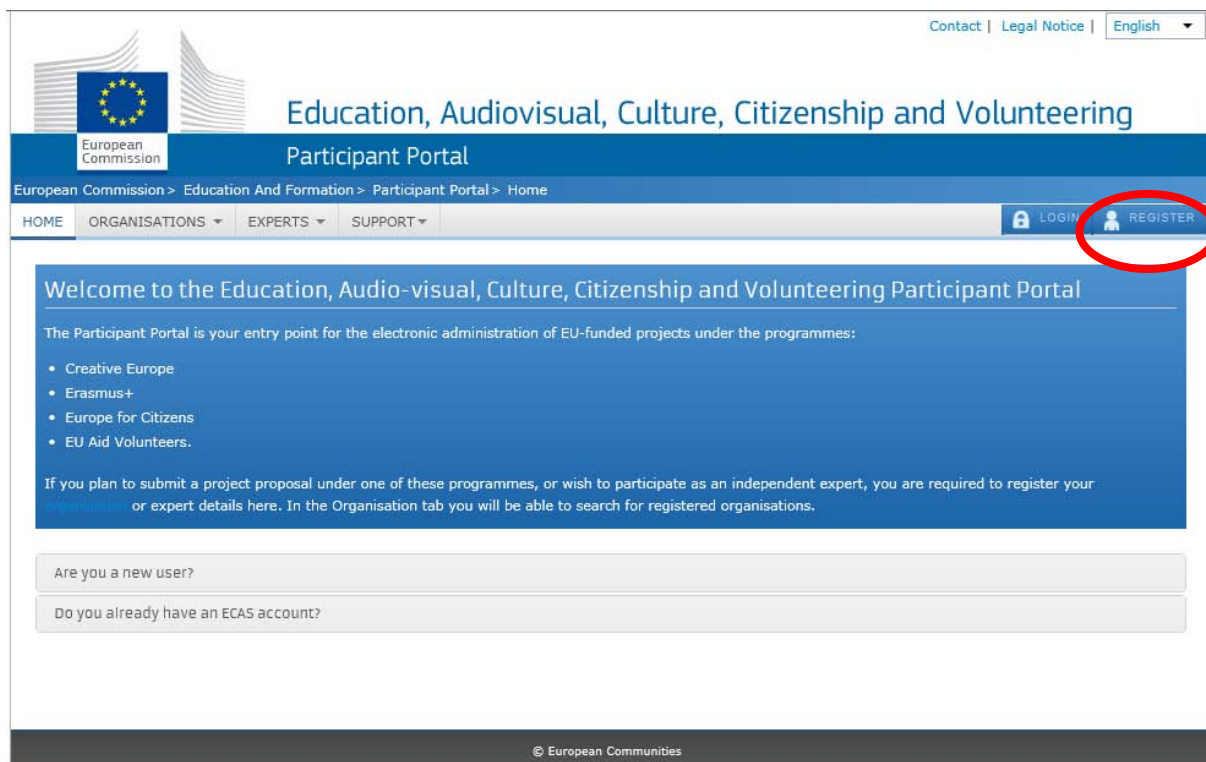 Contact | Legal Notice | English
Education, Audiovisual, Culture, Citizenship and Volunteering
European
Commission
Participant Portal
European Commission > Education And Formation > Participant Portal > Home
HOME ORGANISATIONS EXPERTS SUPPORT LOGIN REGISTER
Welcome to the Education, Audio-visual, Culture, Citizenship and Volunteering Participant Portal
The Participant Portal is your entry point for the electronic administration of EU-funded projects under the programmes:
• Creative Europe
• Erasmus+
• Europe for Citizens
• EU Aid Volunteers.
If you plan to submit a project proposal under one of these programmes, or wish to participate as an independent expert, you are required to register your
organisation or expert details here. In the Organisation tab you will be able to search for registered organisations.
Are you a new user?
Do you already have an ECAS account?
© European Communities